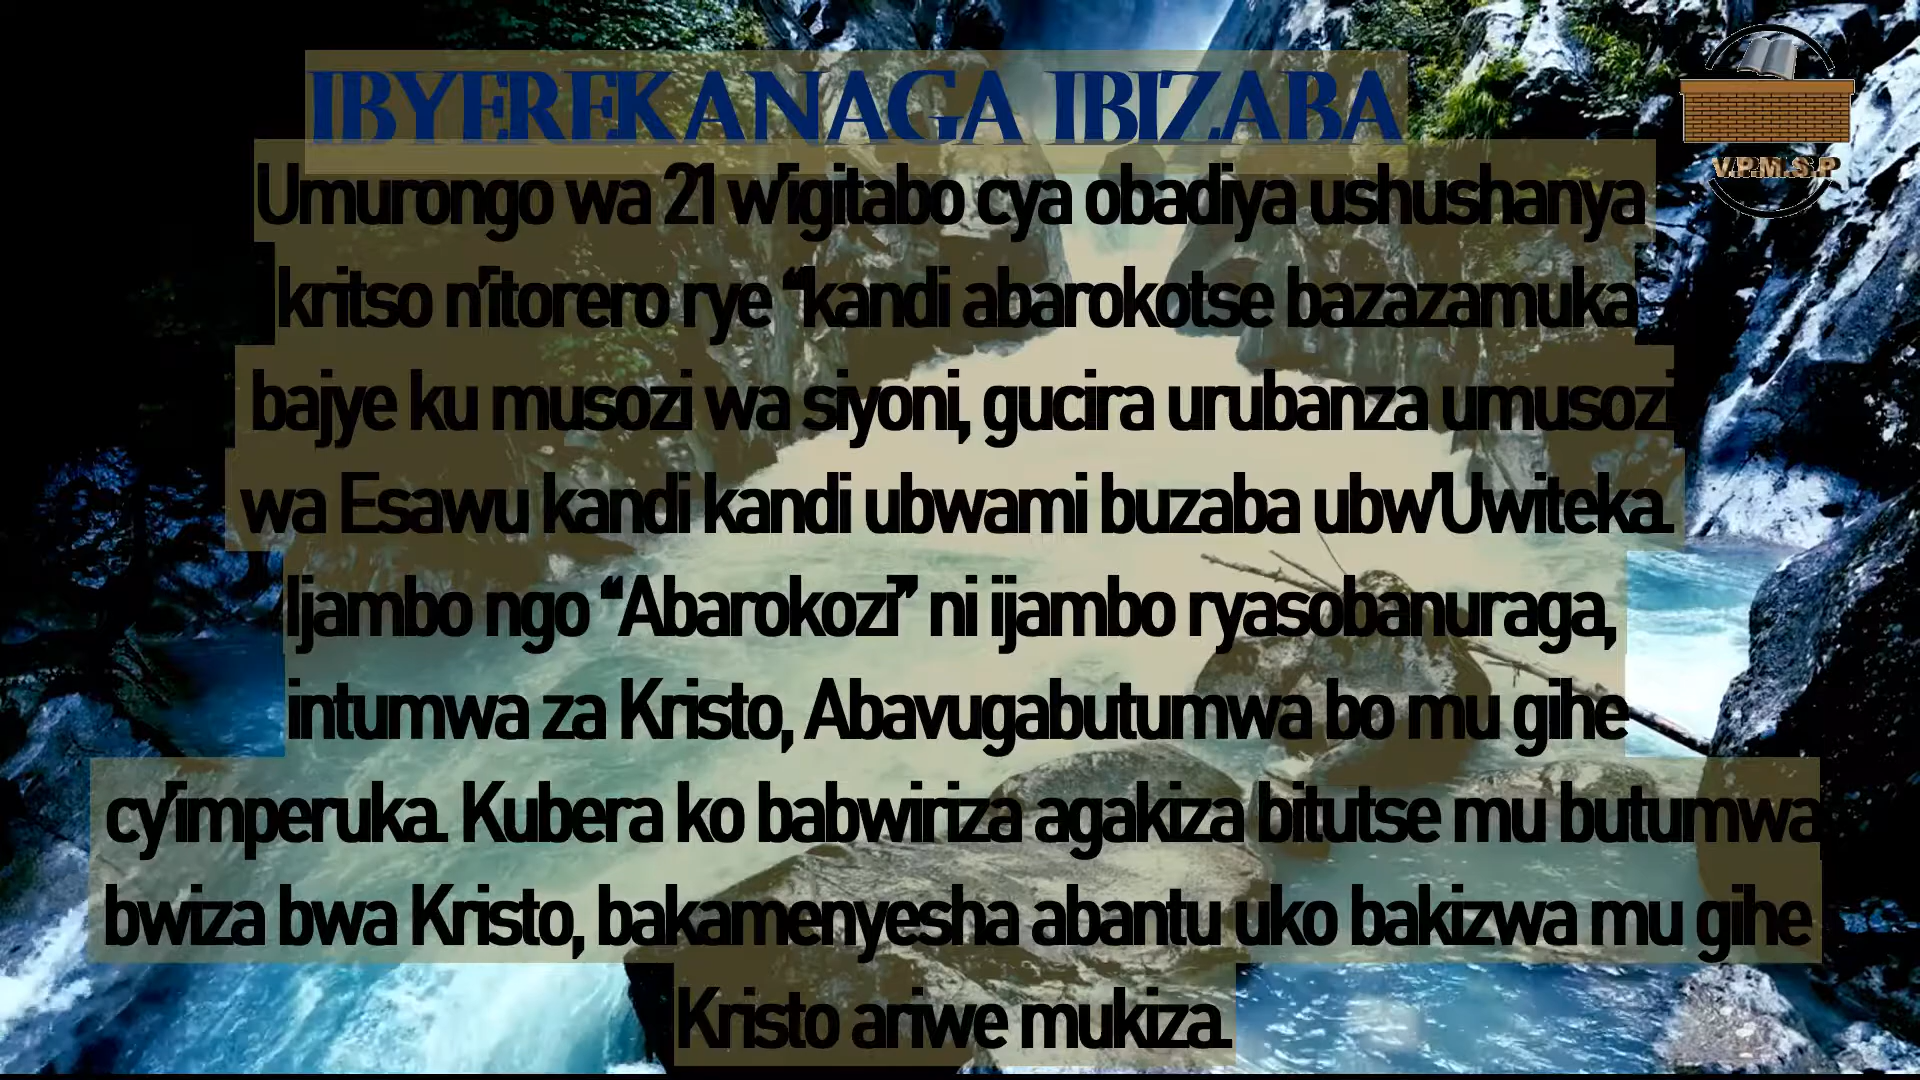 IBYEREKANAGA IBIZABA
V.P.M.S.P
Umurongo wa 21 w'igitabo cya obadiya ushushanya
kritso n'itorero rye “kandi abarokotse bazazamuka
bajye ku musozi wa siyoni, gucira urubanza umusozi
wa Esawu kandi kandi ubwami buzaba ubw'Uwiteka.
Ijambo ngo “Abarokozi” ni ijambo ryasobanuraga,
intumwa za Kristo, Abavugabutumwa bo mu gihe
cy'imperuka. Kubera ko babwiriza agakiza bitutse mu butumwa
bwiza bwa Kristo, bakamenyesha abantu uko bakizwa mu gihe
Kristo ariwe mukiza.